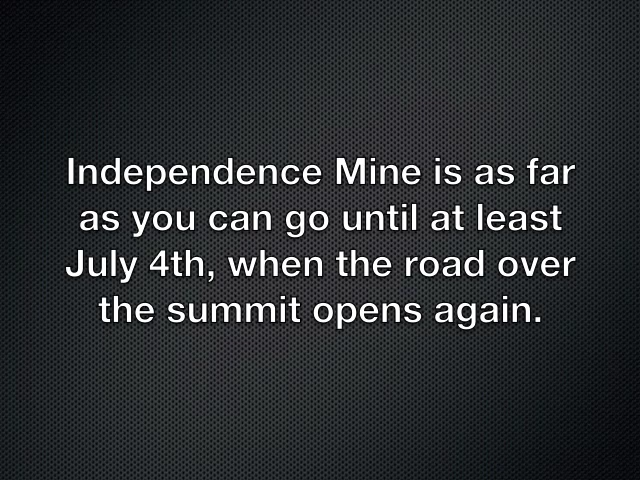 Independence Mine is as far
as you can go until at least
July 4th, when the road over
the summit opens again.